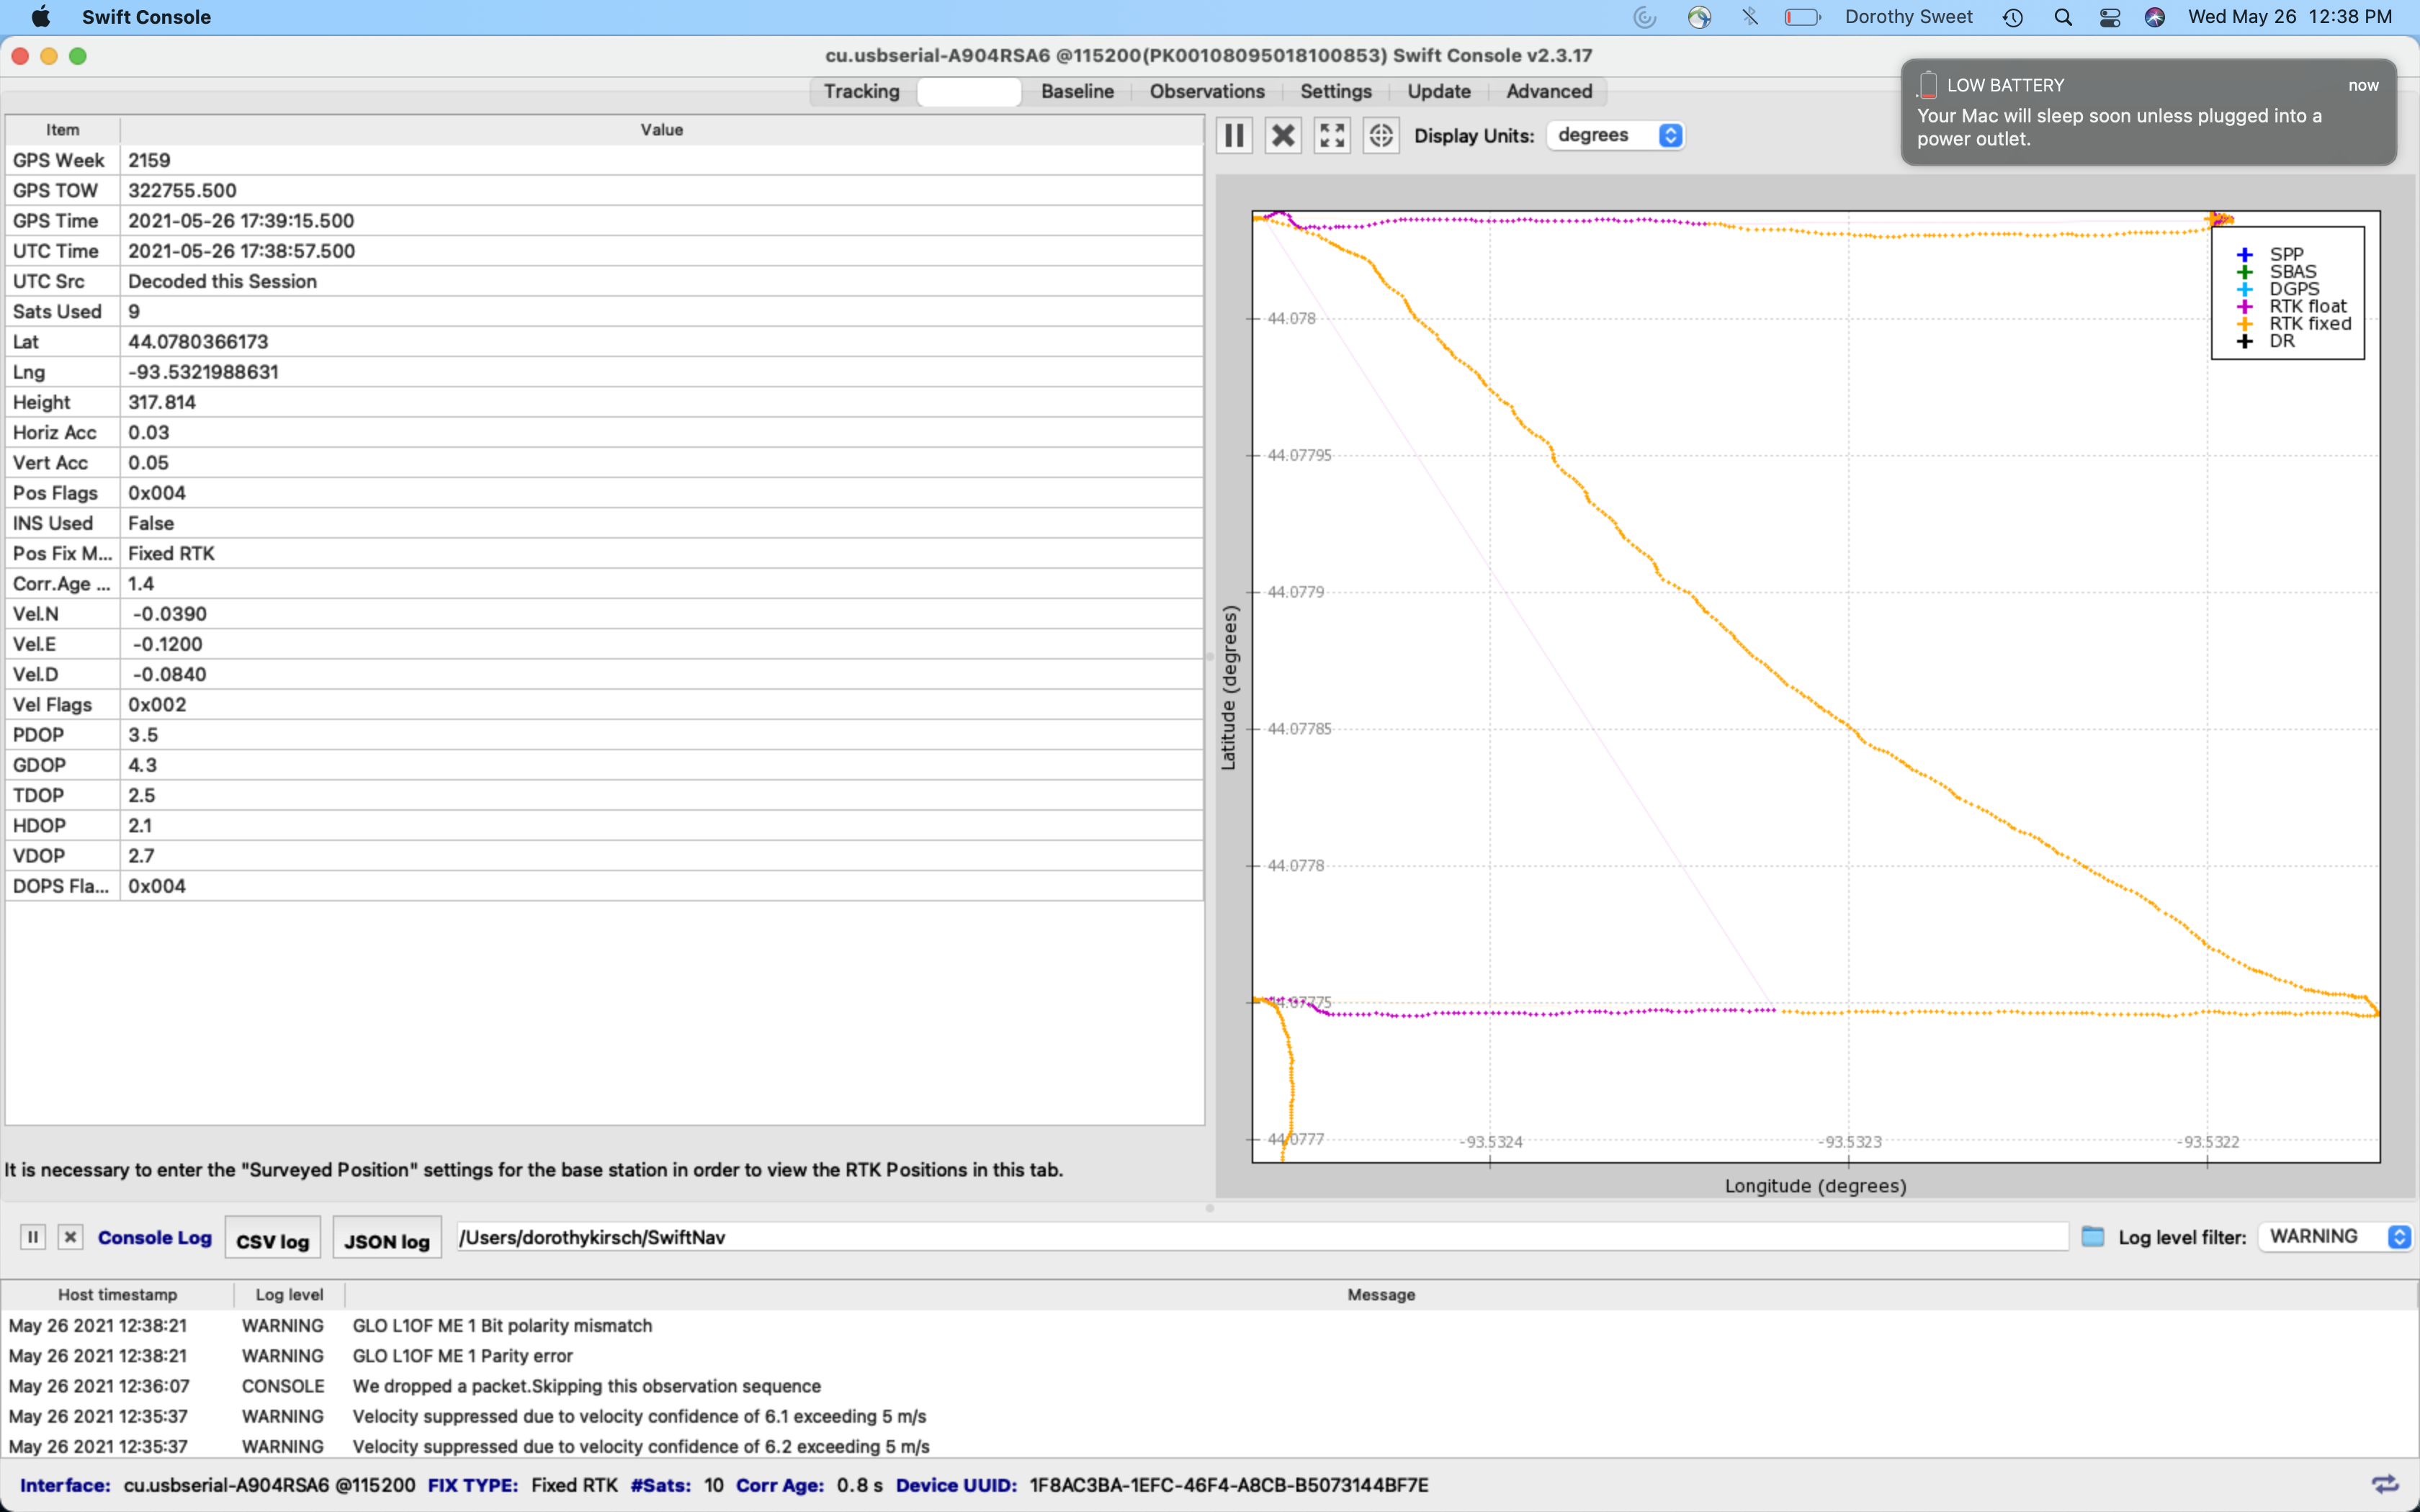 Swift Console
Dorothy Sweet
Wed May 26 12:38 PM
cu.usbserial-A904RSA6 @115200(PK00108095018100853) Swift Console v2.3.17
LOW BATTERY now
Your Mac will sleep soon unless plugged into a
power outlet.
Tracking Baseline Observations Settings Update Advanced
Item Value
GPS Week 2159
GPS TOW 322755.500
GPS Time 2021-05-26 17:39:15.500
UTC Time 2021-05-26 17:38:57.500
UTC Src Decoded this Session
Sats Used 9
Lat 44.0780366173
Lng -93.5321988631
Height 317.814
Horiz Acc 0.03
Vert Acc 0.05
Pos Flags 0x004
INS Used False
Pos Fix M... Fixed RTK
Corr.Age ... 1.4
Vel.N -0.0390
Vel.E -0.1200
Vel.D -0.0840
Vel Flags 0x002
PDOP 3.5
GDOP 4.3
TDOP 2.5
HDOP 2.1
VDOP 2.7
DOPS Fla... 0x004
It is necessary to enter the "Surveyed Position" settings for the base station in order to view the RTK Positions in this tab.
Display Units: degrees
SPP
SBAS
DGPS
RTK float
RTK fixed
DR
44.078
44.07795
44.0779
44.07785
44.0778
44.07775
44.0777
Latitude (degrees)
-93.5324 -93.5323 -93.5322
Longitude (degrees)
Console Log CSV log JSON log /Users/dorothykirsch/SwiftNav Log level filter: WARNING
Host timestamp Log level Message
May 26 2021 12:38:21 WARNING GLO L1OF ME 1 Bit polarity mismatch
May 26 2021 12:38:21 WARNING GLO L1OF ME 1 Parity error
May 26 2021 12:36:07 CONSOLE We dropped a packet.Skipping this observation sequence
May 26 2021 12:35:37 WARNING Velocity suppressed due to velocity confidence of 6.1 exceeding 5 m/s
May 26 2021 12:35:37 WARNING Velocity suppressed due to velocity confidence of 6.2 exceeding 5 m/s
Interface: cu.usbserial-A904RSA6 @115200 FIX TYPE: Fixed RTK #Sats: 10 Corr Age: 0.8 s Device UUID: 1F8AC3BA-1EFC-46F4-A8CB-B5073144BF7E